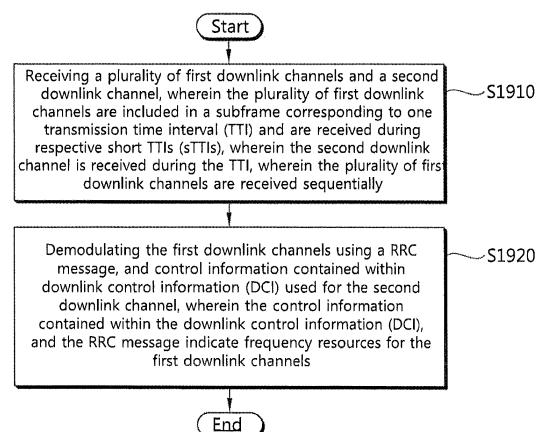 Start
Receiving a plurality of first downlink channels and a second
downlink channel, wherein the plurality of first downlink
channels are included in a subframe corresponding to one
transmission time interval (TTI) and are received during
respective short TTIs (sTTIs), wherein the second downlink
channel is received during the TTI, wherein the plurality of first
downlink channels are received sequentially
S1910
Demodulating the first downlink channels using a RRC
message, and control information contained within
downlink control information (DCI) used for the second
downlink channel, wherein the control information
contained within the downlink control information (DCI),
and the RRC message indicate frequency resources for the
first downlink channels
S1920
End